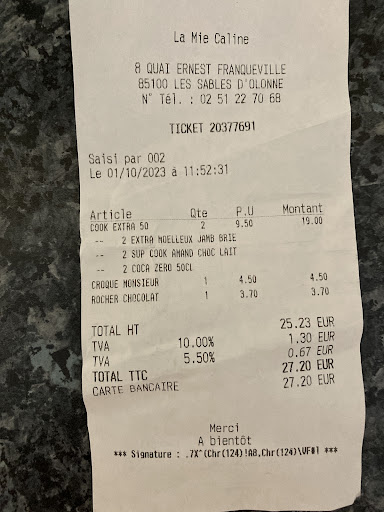 La Mie Caline
8 QUAI ERNEST FRANQUEVILLE
85100 LES SABLES D'OLONNE
N° Tél. : 02 51 22 70 68
TICKET 20377691
Saisi par 002
Le 01/10/2023 à 11:52:31
Article Qte P.U Montant
COOK EXTRA 50 2 9.50 19.00
-- 2 EXTRA MOELLEUX JAMB BRIE
-- 2 SUP COOK AMAND CHOC LAIT
-- 2 COCA ZERO 50CL
CROQUE MONSIEUR 1 4.50 4.50
ROCHER CHOCOLAT 1 3.70 3.70
TOTAL HT 25.23 EUR
TVA 10.00% 1.30 EUR
TVA 5.50% 0.67 EUR
TOTAL TTC 27.20 EUR
CARTE BANCAIRE 27.20 EUR
Merci
A bientôt
*** Signature : .7X^(Chr(124)!A8,Chr(124)\VF#1 ***